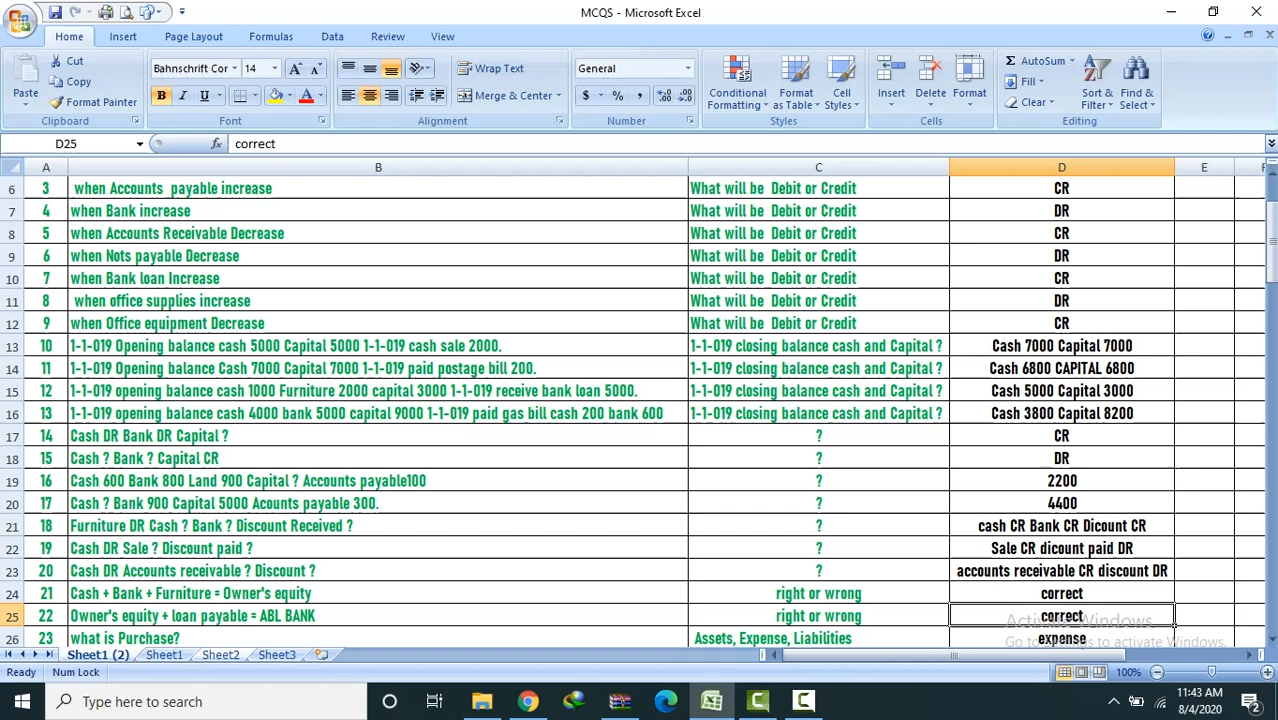 MCQS - Microsoft Excel
Home Insert Page Layout Formulas Data Review View
Paste Cut Copy Format Painter Clipboard
Bahnschrift Cor 14 A A B I U A Font
Wrap Text Merge & Center Alignment
General $ % , Number
Conditional Formatting Format as Table Cell Styles Styles
Insert Delete Format Cells
Σ AutoSum Fill Clear Sort & Filter Find & Select Editing
D25 fx correct
A B C D E F
6 3 when Accounts payable increase What will be Debit or Credit CR
7 4 when Bank increase What will be Debit or Credit DR
8 5 when Accounts Receivable Decrease What will be Debit or Credit CR
9 6 when Nots payable Decrease What will be Debit or Credit DR
10 7 when Bank loan Increase What will be Debit or Credit CR
11 8 when office supplies increase What will be Debit or Credit DR
12 9 when Office equipment Decrease What will be Debit or Credit CR
13 10 1-1-019 Opening balance cash 5000 Capital 5000 1-1-019 cash sale 2000. 1-1-019 closing balance cash and Capital ? Cash 7000 Capital 7000
14 11 1-1-019 Opening balance Cash 7000 Capital 7000 1-1-019 paid postage bill 200. 1-1-019 closing balance cash and Capital ? Cash 6800 CAPITAL 6800
15 12 1-1-019 opening balance cash 1000 Furniture 2000 capital 3000 1-1-019 receive bank loan 5000. 1-1-019 closing balance cash and Capital ? Cash 5000 Capital 3000
16 13 1-1-019 opening balance cash 4000 bank 5000 capital 9000 1-1-019 paid gas bill cash 200 bank 600 1-1-019 closing balance cash and Capital ? Cash 3800 Capital 8200
17 14 Cash DR Bank DR Capital ? ? CR
18 15 Cash ? Bank ? Capital CR ? DR
19 16 Cash 600 Bank 800 Land 900 Capital ? Accounts payable100 ? 2200
20 17 Cash ? Bank 900 Capital 5000 Acounts payable 300. ? 4400
21 18 Furniture DR Cash ? Bank ? Discount Received ? ? cash CR Bank CR Dicount CR
22 19 Cash DR Sale ? Discount paid ? ? Sale CR dicount paid DR
23 20 Cash DR Accounts receivable ? Discount ? ? accounts receivable CR discount DR
24 21 Cash + Bank + Furniture = Owner's equity right or wrong correct
25 22 Owner's equity + loan payable = ABL BANK right or wrong correct
26 23 what is Purchase? Assets, Expense, Liabilities expense
Activate Windows
Go to Settings to activate Windows.
Sheet1 (2) Sheet1 Sheet2 Sheet3
Ready Num Lock 100%
Type here to search 11:43 AM
8/4/2020 2